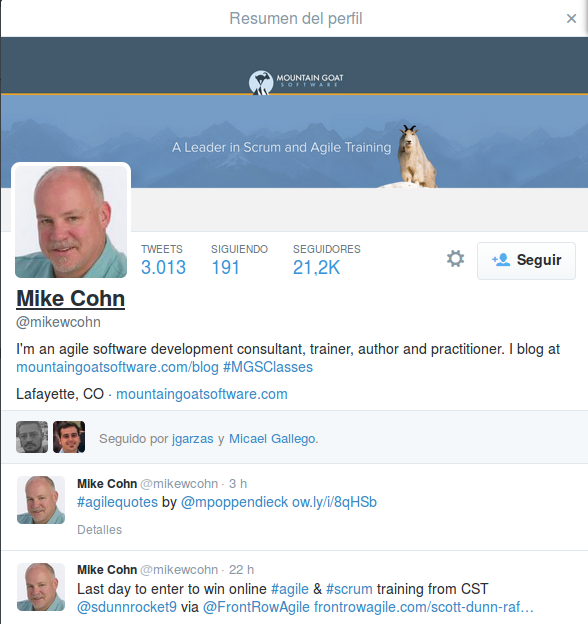 Resumen del perfil ×
MOUNTAIN GOAT
SOFTWARE
A Leader in Scrum and Agile Training
TWEETS SIGUIENDO SEGUIDORES
3.013 191 21,2K
Seguir
Mike Cohn
@mikewcohn
I'm an agile software development consultant, trainer, author and practitioner. I blog at
mountaingoatsoftware.com/blog #MGSClasses
Lafayette, CO · mountaingoatsoftware.com
Seguido por jgarzas y Micael Gallego.
Mike Cohn @mikewcohn · 3 h
#agilequotes by @mpoppendieck ow.ly/i/8qHSb
Detalles
Mike Cohn @mikewcohn · 22 h
Last day to enter to win online #agile & #scrum training from CST
@sdunnrocket9 via @FrontRowAgile frontrowagile.com/scott-dunn-raf…